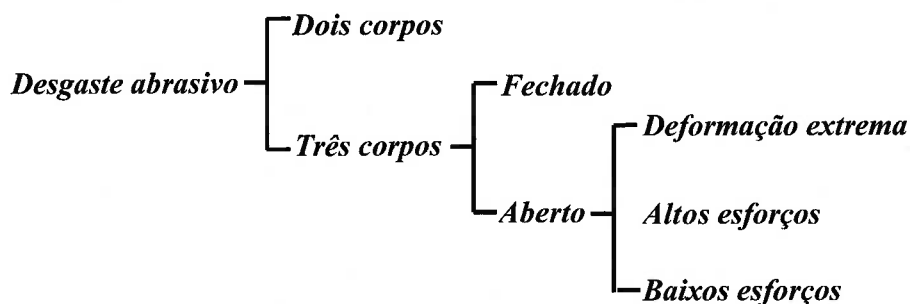 Dois corpos
Desgaste abrasivo
Fechado
Três corpos
Deformação extrema
Aberto
Altos esforços
Baixos esforços